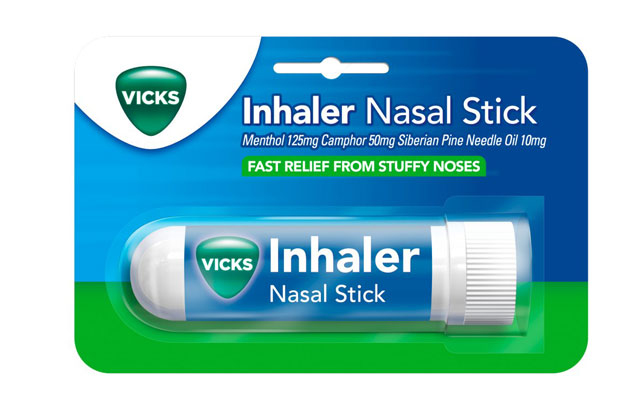 VICKS
Inhaler Nasal Stick
Menthol 125mg Camphor 50mg Siberian Pine Needle Oil 10mg
FAST RELIEF FROM STUFFY NOSES
VICKS
Inhaler
Nasal Stick